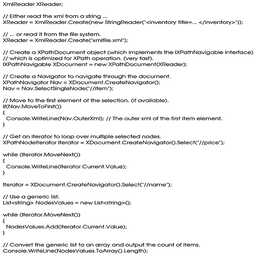 XmlReader XReader;
// Either read the xml from a string ...
XReader = XmlReader.Create(new StringReader("<inventory title=... </inventory>"));
// ... or read it from the file system.
XReader = XmlReader.Create("xmlfile.xml");
// Create a XPathDocument object (which implements the IXPathNavigable interface)
// which is optimized for XPath operation. (very fast).
IXPathNavigable XDocument = new XPathDocument(XReader);
// Create a Navigator to navigate through the document.
XPathNavigator Nav = XDocument.CreateNavigator();
Nav = Nav.SelectSingleNode("//item");
// Move to the first element of the selection. (if available).
if(Nav.MoveToFirst())
{
Console.WriteLine(Nav.OuterXml); // The outer xml of the first item element.
}
// Get an iterator to loop over multiple selected nodes.
XPathNodeIterator Iterator = XDocument.CreateNavigator().Select("//price");
while (Iterator.MoveNext())
{
Console.WriteLine(Iterator.Current.Value);
}
Iterator = XDocument.CreateNavigator().Select("//name");
// Use a generic list.
List<string> NodesValues = new List<string>();
while (Iterator.MoveNext())
{
NodesValues.Add(Iterator.Current.Value);
}
// Convert the generic list to an array and output the count of items.
Console.WriteLine(NodesValues.ToArray().Length);